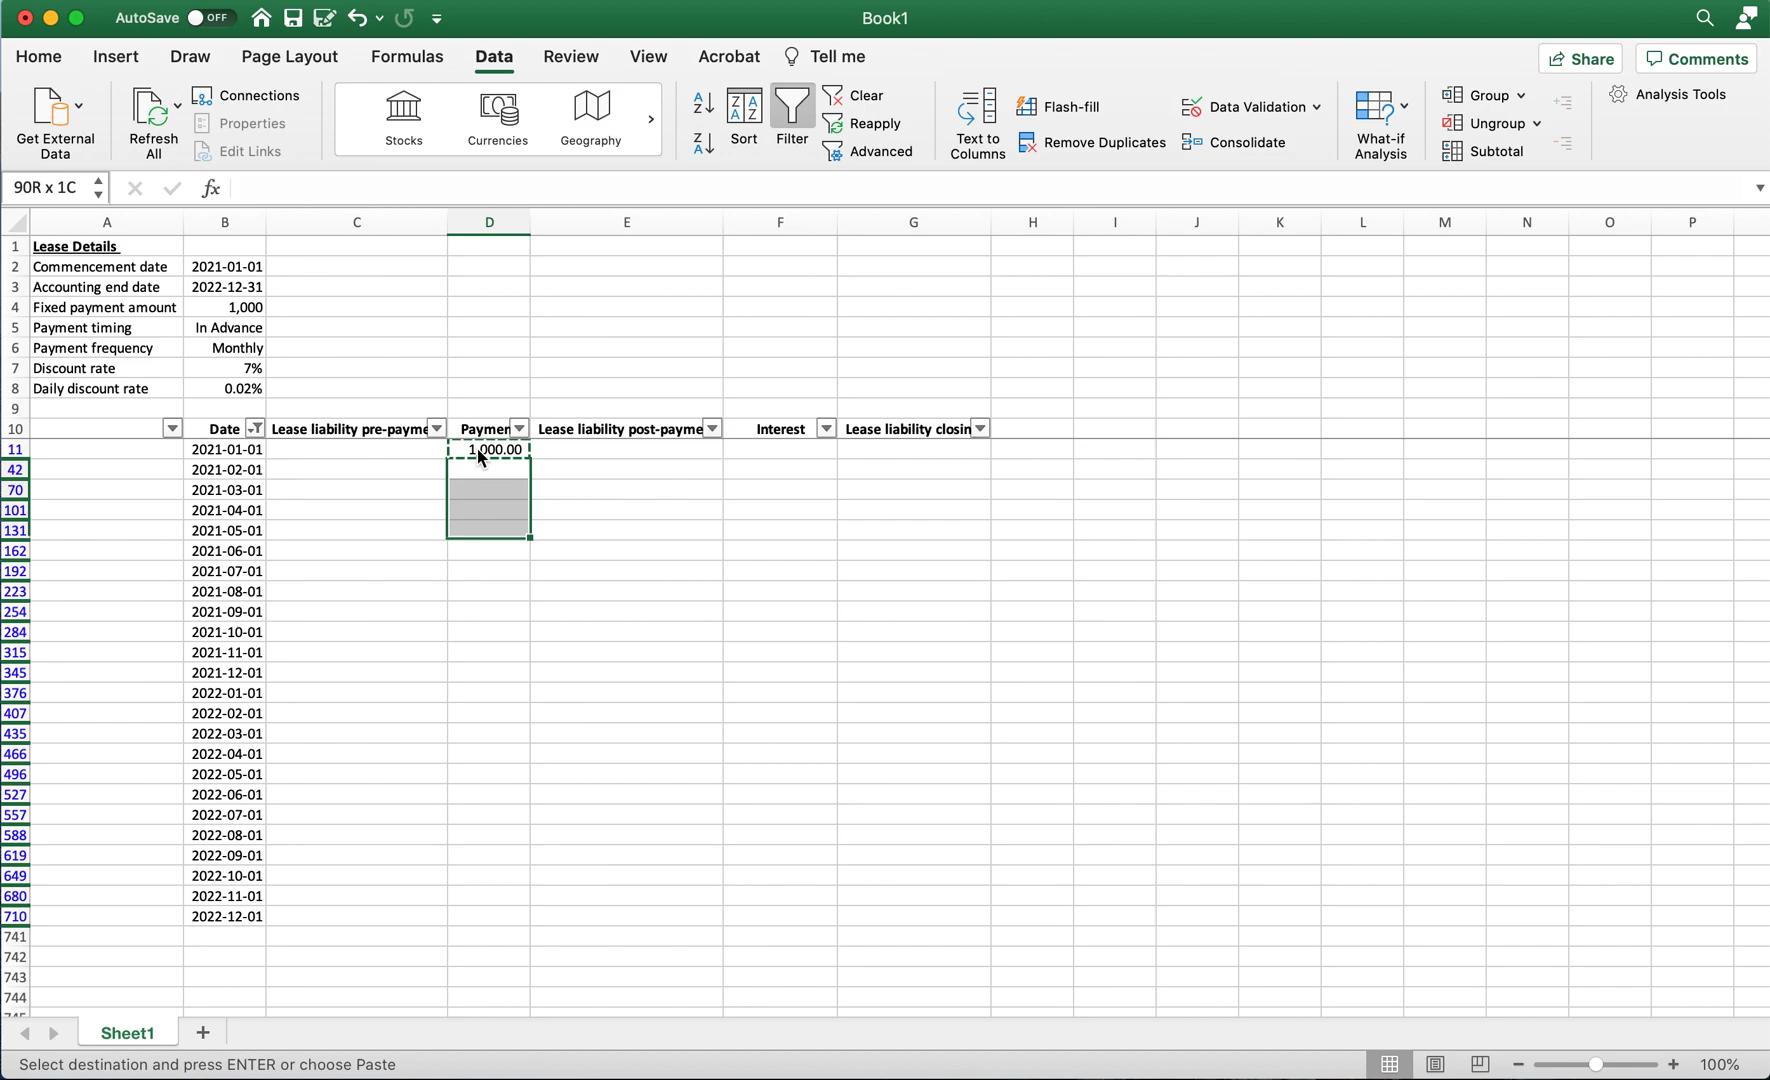 AutoSave OFF Book1
Home Insert Draw Page Layout Formulas Data Review View Acrobat Tell me Share Comments
Get External Data
Refresh All
Connections
Properties
Edit Links
Stocks Currencies Geography
Sort Filter
Clear
Reapply
Advanced
Text to Columns
Flash-fill
Remove Duplicates
Data Validation
Consolidate
What-if Analysis
Group
Ungroup
Subtotal
Analysis Tools
90R x 1C fx
A B C D E F G H I J K L M N O P
1 Lease Details
2 Commencement date 2021-01-01
3 Accounting end date 2022-12-31
4 Fixed payment amount 1,000
5 Payment timing In Advance
6 Payment frequency Monthly
7 Discount rate 7%
8 Daily discount rate 0.02%
9
10 Date Lease liability pre-payme Paymer Lease liability post-payme Interest Lease liability closin
11 2021-01-01 1,000.00
42 2021-02-01
70 2021-03-01
101 2021-04-01
131 2021-05-01
162 2021-06-01
192 2021-07-01
223 2021-08-01
254 2021-09-01
284 2021-10-01
315 2021-11-01
345 2021-12-01
376 2022-01-01
407 2022-02-01
435 2022-03-01
466 2022-04-01
496 2022-05-01
527 2022-06-01
557 2022-07-01
588 2022-08-01
619 2022-09-01
649 2022-10-01
680 2022-11-01
710 2022-12-01
741
742
743
744
Sheet1
Select destination and press ENTER or choose Paste 100%